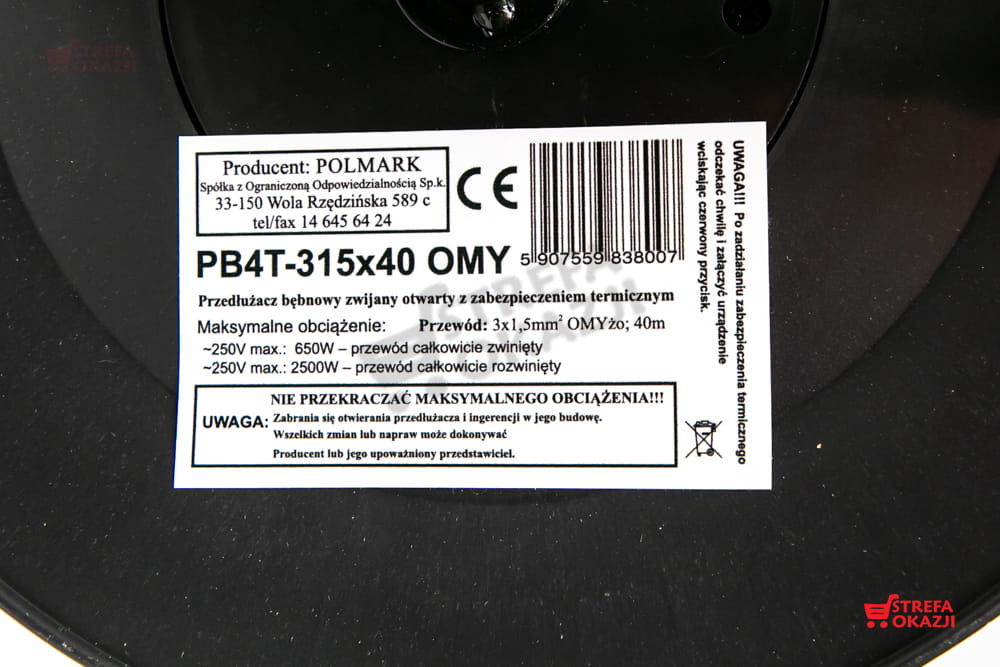 STREFA
OKAZJI
Producent: POLMARK
Spółka z Ograniczoną Odpowiedzialnością Sp.k.
33-150 Wola Rzędzińska 589 c
tel/fax 14 645 64 24
CE
5 907559 838007
PB4T-315x40 OMY
Przedłużacz bębnowy zwijany otwarty z zabezpieczeniem termicznym
Maksymalne obciążenie: Przewód: 3x1,5mm² OMYżo; 40m
~250V max.: 650W – przewód całkowicie zwinięty
~250V max.: 2500W – przewód całkowicie rozwinięty
NIE PRZEKRACZAĆ MAKSYMALNEGO OBCIĄŻENIA!!!
UWAGA: Zabrania się otwierania przedłużacza i ingerencji w jego budowę.
Wszelkich zmian lub napraw może dokonywać
Producent lub jego upoważniony przedstawiciel.
UWAGA!!! Po zadziałaniu zabezpieczenia termicznego
odczekać chwilę i załączyć urządzenie
wciskając czerwony przycisk.
STREFA
OKAZJI
STREFA
OKAZJI